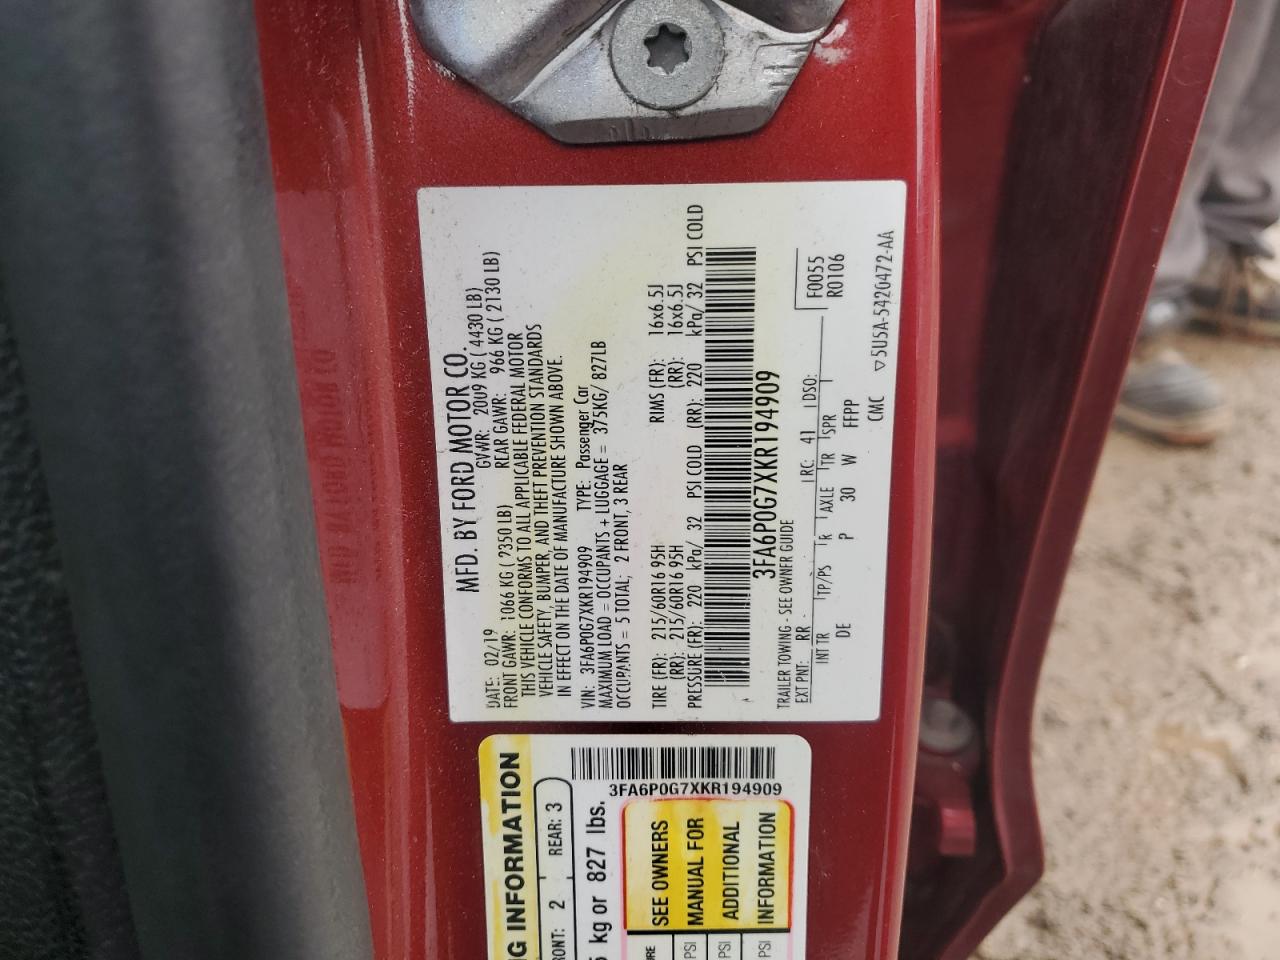 MFD. BY FORD MOTOR CO.
DATE: 02/19 GVWR: 2009 KG ( 4430 LB)
FRONT GAWR: 1066 KG ( 2350 LB) REAR GAWR: 966 KG ( 2130 LB)
THIS VEHICLE CONFORMS TO ALL APPLICABLE FEDERAL MOTOR
VEHICLE SAFETY, BUMPER, AND THEFT PREVENTION STANDARDS
IN EFFECT ON THE DATE OF MANUFACTURE SHOWN ABOVE.
VIN: 3FA6P0G7XKR194909 TYPE: Passenger Car
MAXIMUM LOAD = OCCUPANTS + LUGGAGE = 375KG/ 827LB
OCCUPANTS = 5 TOTAL; 2 FRONT, 3 REAR
TIRE (FR): 215/60R16 95H RIMS (FR): 16x6.5J
(RR): 215/60R16 95H (RR): 16x6.5J
PRESSURE (FR): 220 kPa/ 32 PSI COLD (RR): 220 kPa/ 32 PSI COLD
3FA6P0G7XKR194909
TRAILER TOWING - SEE OWNER GUIDE
F0055
R0106
EXT PNT: RR RC: 41 DSO:
INT TR TP/PS R AXLE TR SPR
DE P 30 W FFPP
CMC ▽5U5A-5420472-AA
3FA6P0G7XKR194909
INFORMATION
2 REAR: 3
kg or 827 lbs.
SEE OWNERS
MANUAL FOR
ADDITIONAL
INFORMATION
PSI
PSI
PSI